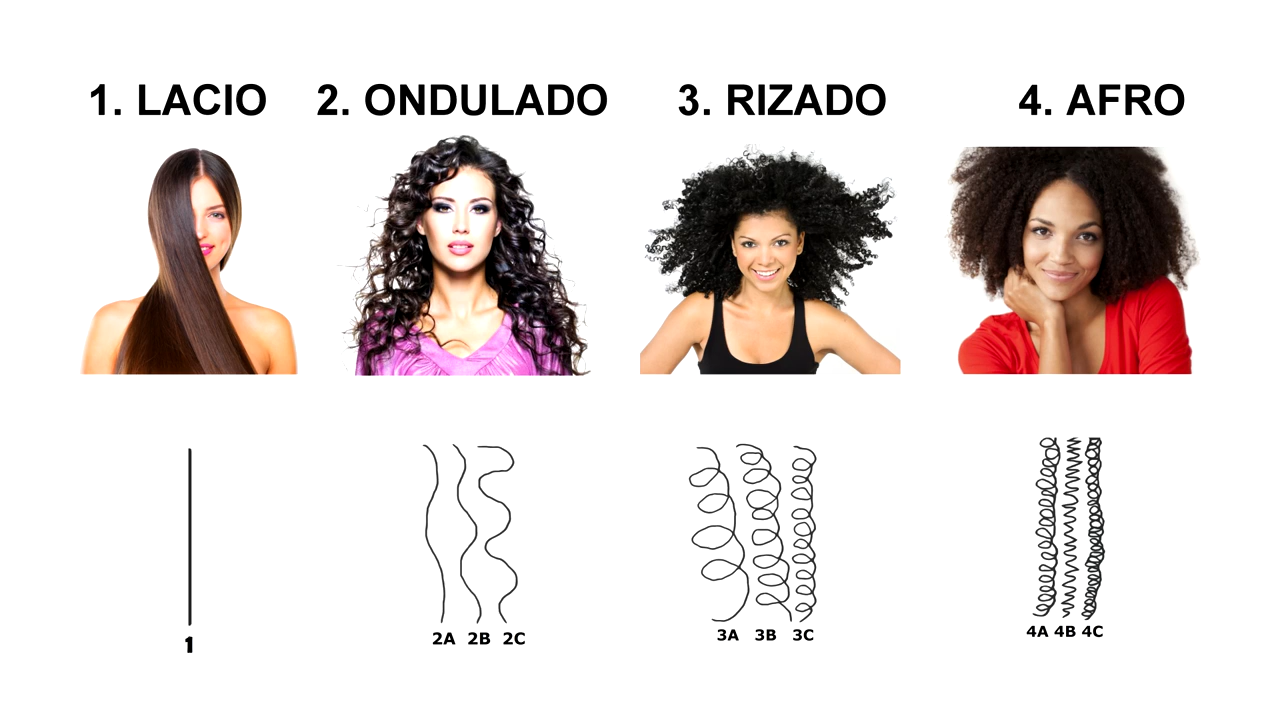 1. LACIO
2. ONDULADO
3. RIZADO
4. AFRO
1
2A 2B 2C
3A 3B 3C
4A 4B 4C